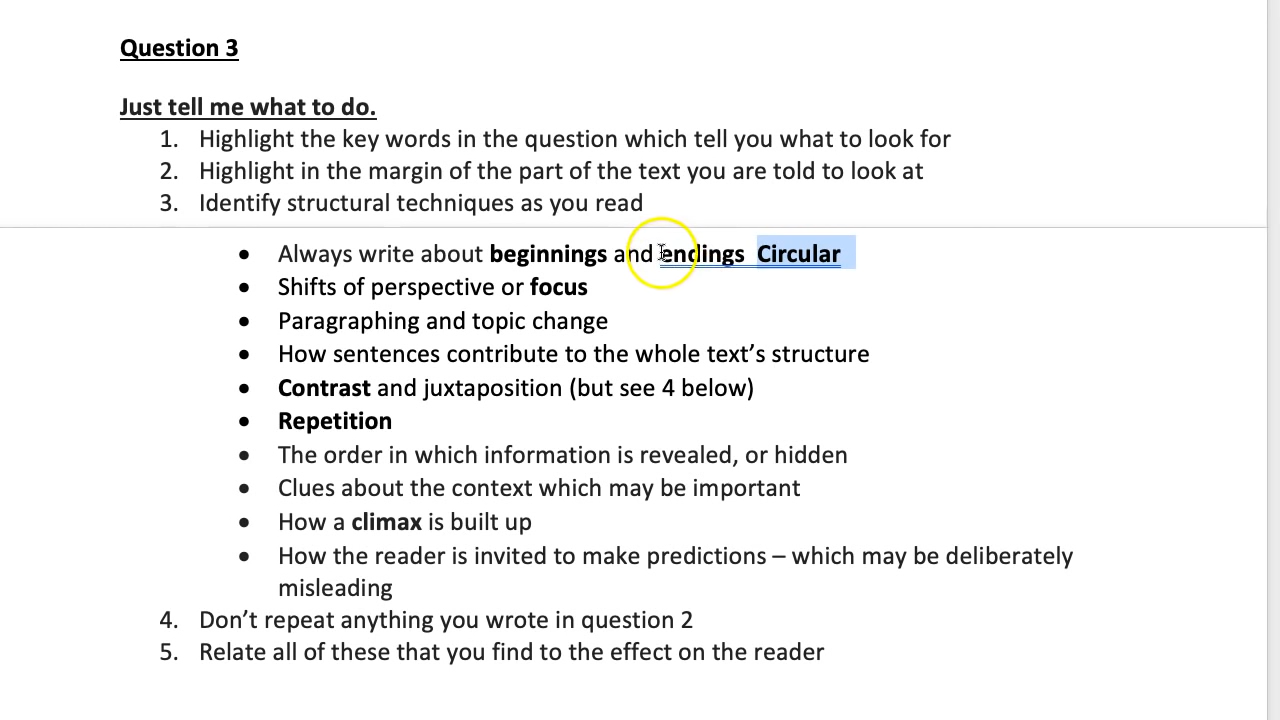 Question 3
Just tell me what to do.
1. Highlight the key words in the question which tell you what to look for
2. Highlight in the margin of the part of the text you are told to look at
3. Identify structural techniques as you read
• Always write about beginnings and endings Circular
• Shifts of perspective or focus
• Paragraphing and topic change
• How sentences contribute to the whole text’s structure
• Contrast and juxtaposition (but see 4 below)
• Repetition
• The order in which information is revealed, or hidden
• Clues about the context which may be important
• How a climax is built up
• How the reader is invited to make predictions – which may be deliberately
misleading
4. Don’t repeat anything you wrote in question 2
5. Relate all of these that you find to the effect on the reader